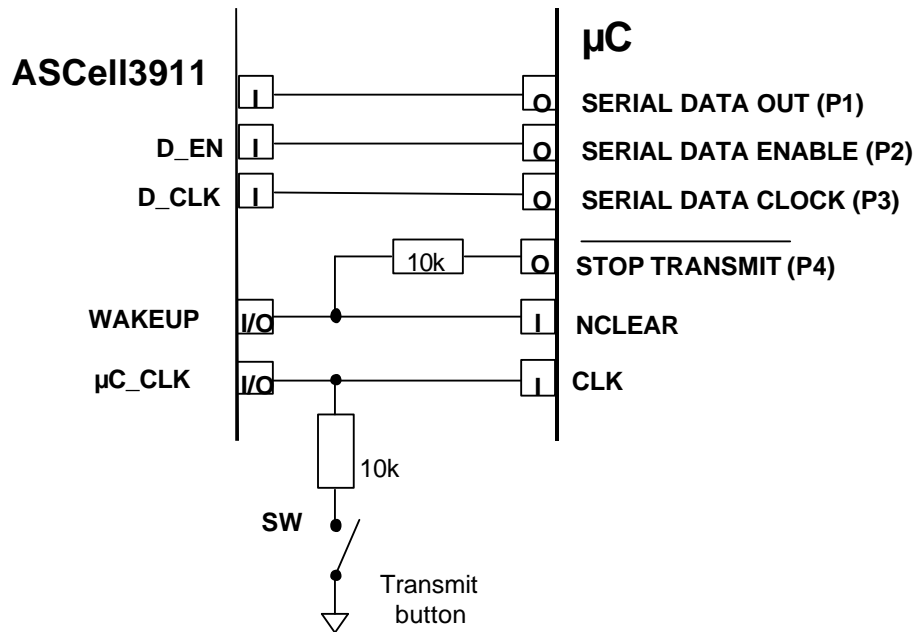 µC
ASCell3911
I O SERIAL DATA OUT (P1)
D_EN I O SERIAL DATA ENABLE (P2)
D_CLK I O SERIAL DATA CLOCK (P3)
10k O STOP TRANSMIT (P4)
WAKEUP I/O I NCLEAR
µC_CLK I/O I CLK
10k
SW
Transmit
button